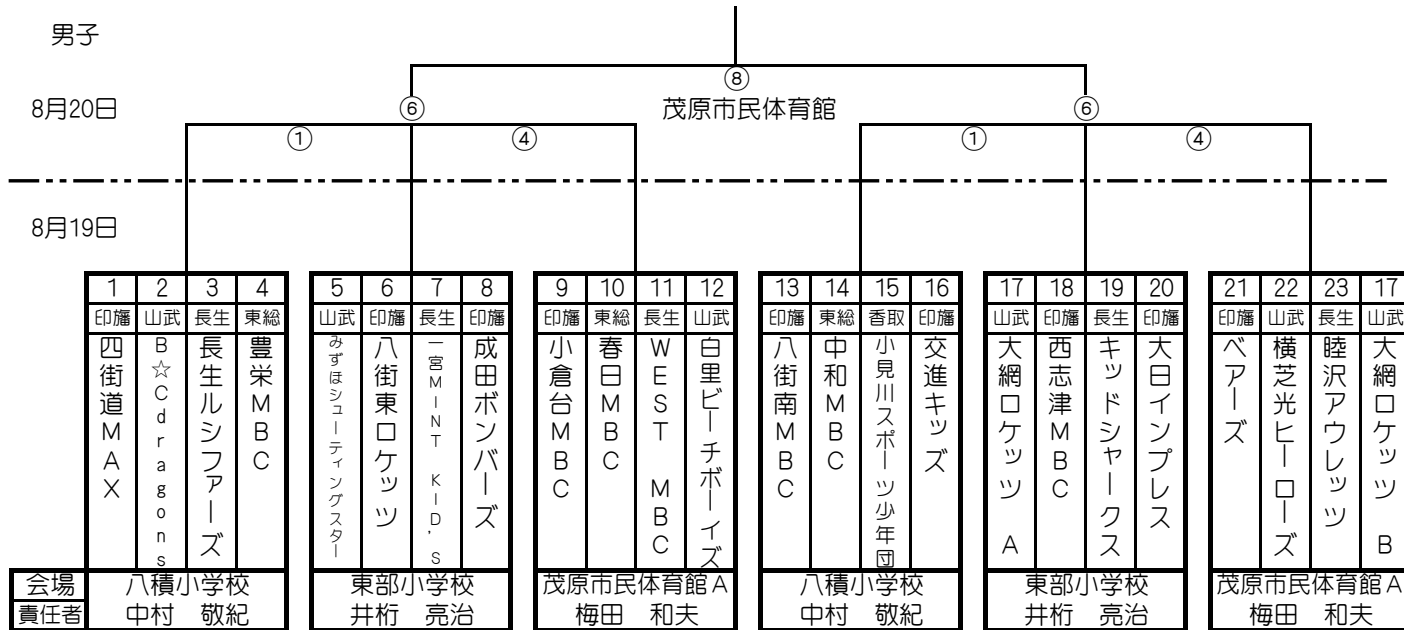 男子
⑧
8月20日
⑥ 茂原市民体育館 ⑥
① ④ ① ④
8月19日
1 2 3 4 5 6 7 8 9 10 11 12 13 14 15 16 17 18 19 20 21 22 23 17
印旛 山武 長生 東総 山武 印旛 長生 印旛 印旛 東総 長生 山武 印旛 東総 香取 印旛 山武 印旛 長生 印旛 印旛 山武 長生 山武
四街道MAX
B☆Cdragons
長生ルシファーズ
豊栄MBC
みずほシューティングスター
八街東ロケッツ
一宮MINT KID'S
成田ボンバーズ
小倉台MBC
春日MBC
WEST MBC
白里ビーチボーイズ
八街南MBC
中和MBC
小見川スポーツ少年団
交進キッズ
大網ロケッツ A
西志津MBC
キッドシャークス
大日インプレス
ベアーズ
横芝光ヒーローズ
睦沢アウレッツ
大網ロケッツ B
会場 八積小学校 東部小学校 茂原市民体育館A 八積小学校 東部小学校 茂原市民体育館A
責任者 中村 敬紀 井桁 亮治 梅田 和夫 中村 敬紀 井桁 亮治 梅田 和夫